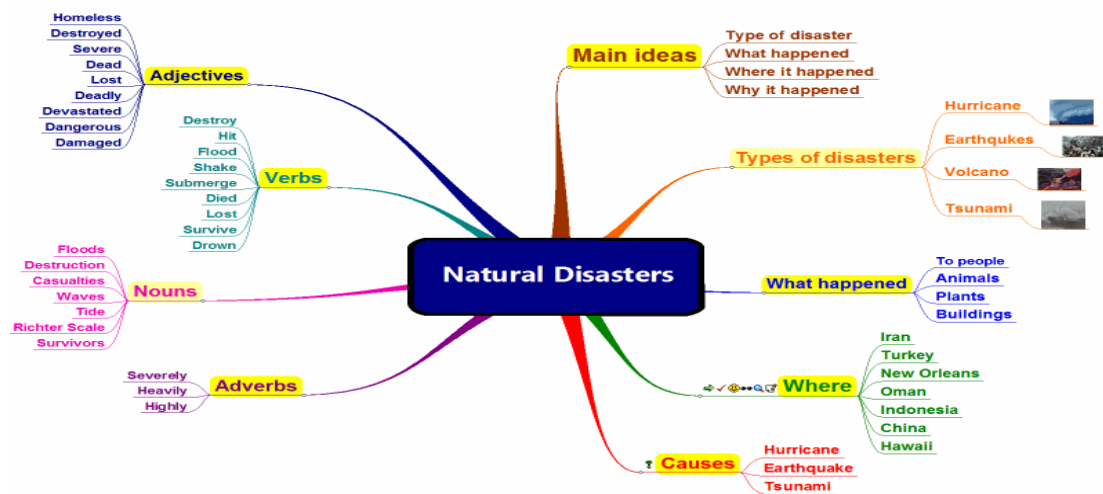 Natural Disasters
Adjectives
Homeless
Destroyed
Severe
Dead
Lost
Deadly
Devastated
Dangerous
Damaged
Verbs
Destroy
Hit
Flood
Shake
Submerge
Died
Lost
Survive
Drown
Nouns
Floods
Destruction
Casualties
Waves
Tide
Richter Scale
Survivors
Adverbs
Severely
Heavily
Highly
Main ideas
Type of disaster
What happened
Where it happened
Why it happened
Types of disasters
Hurricane
Earthqukes
Volcano
Tsunami
What happened
To people
Animals
Plants
Buildings
Where
Iran
Turkey
New Orleans
Oman
Indonesia
China
Hawaii
? Causes
Hurricane
Earthquake
Tsunami